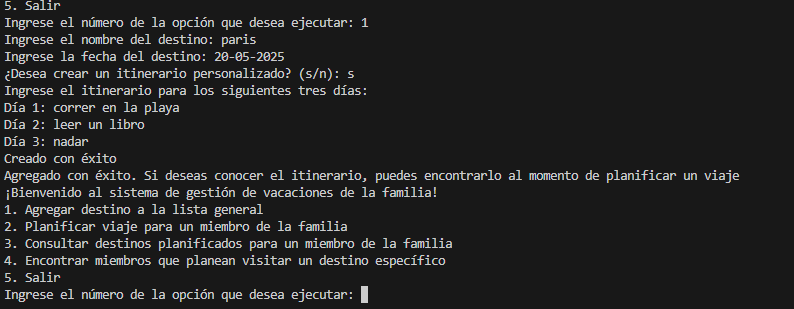 5. Salir
Ingrese el número de la opción que desea ejecutar: 1
Ingrese el nombre del destino: paris
Ingrese la fecha del destino: 20-05-2025
¿Desea crear un itinerario personalizado? (s/n): s
Ingrese el itinerario para los siguientes tres días:
Día 1: correr en la playa
Día 2: leer un libro
Día 3: nadar
Creado con éxito
Agregado con éxito. Si deseas conocer el itinerario, puedes encontrarlo al momento de planificar un viaje
¡Bienvenido al sistema de gestión de vacaciones de la familia!
1. Agregar destino a la lista general
2. Planificar viaje para un miembro de la familia
3. Consultar destinos planificados para un miembro de la familia
4. Encontrar miembros que planean visitar un destino específico
5. Salir
Ingrese el número de la opción que desea ejecutar: